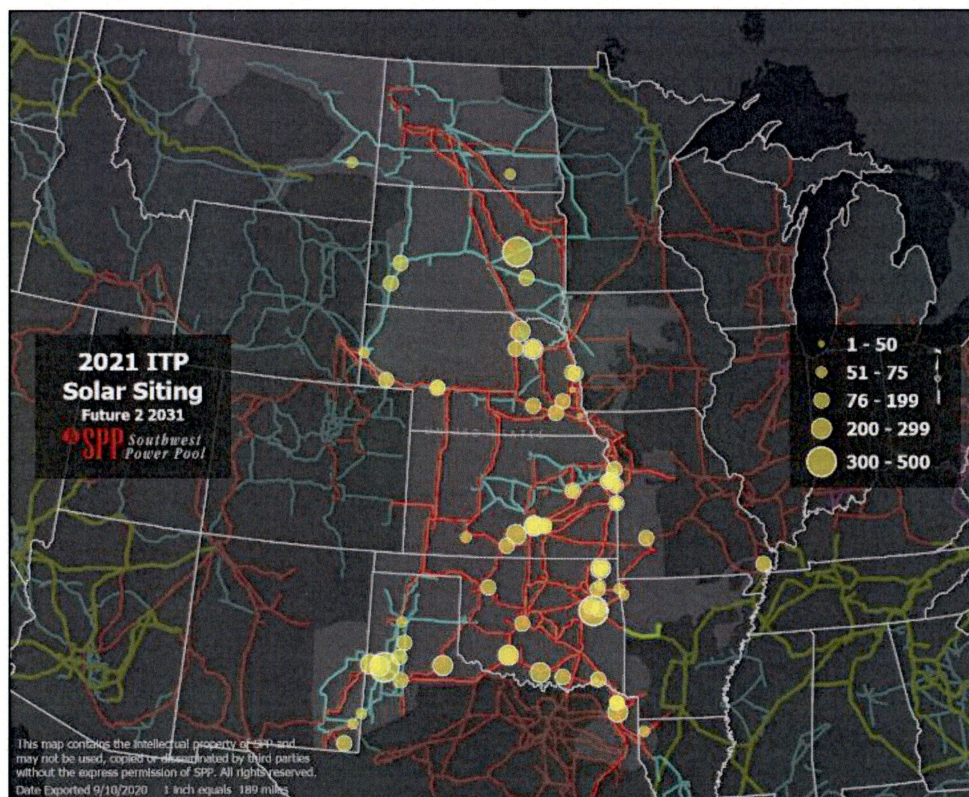 2021 ITP
Solar Siting
Future 2 2031
SPP Southwest
Power Pool
1 - 50
51 - 75
76 - 199
200 - 299
300 - 500
This map contains the intellectual property of SPP and
may not be used, copied or disseminated by third parties
without the express permission of SPP. All rights reserved.
Date Exported 9/10/2020 1 inch equals 189 miles